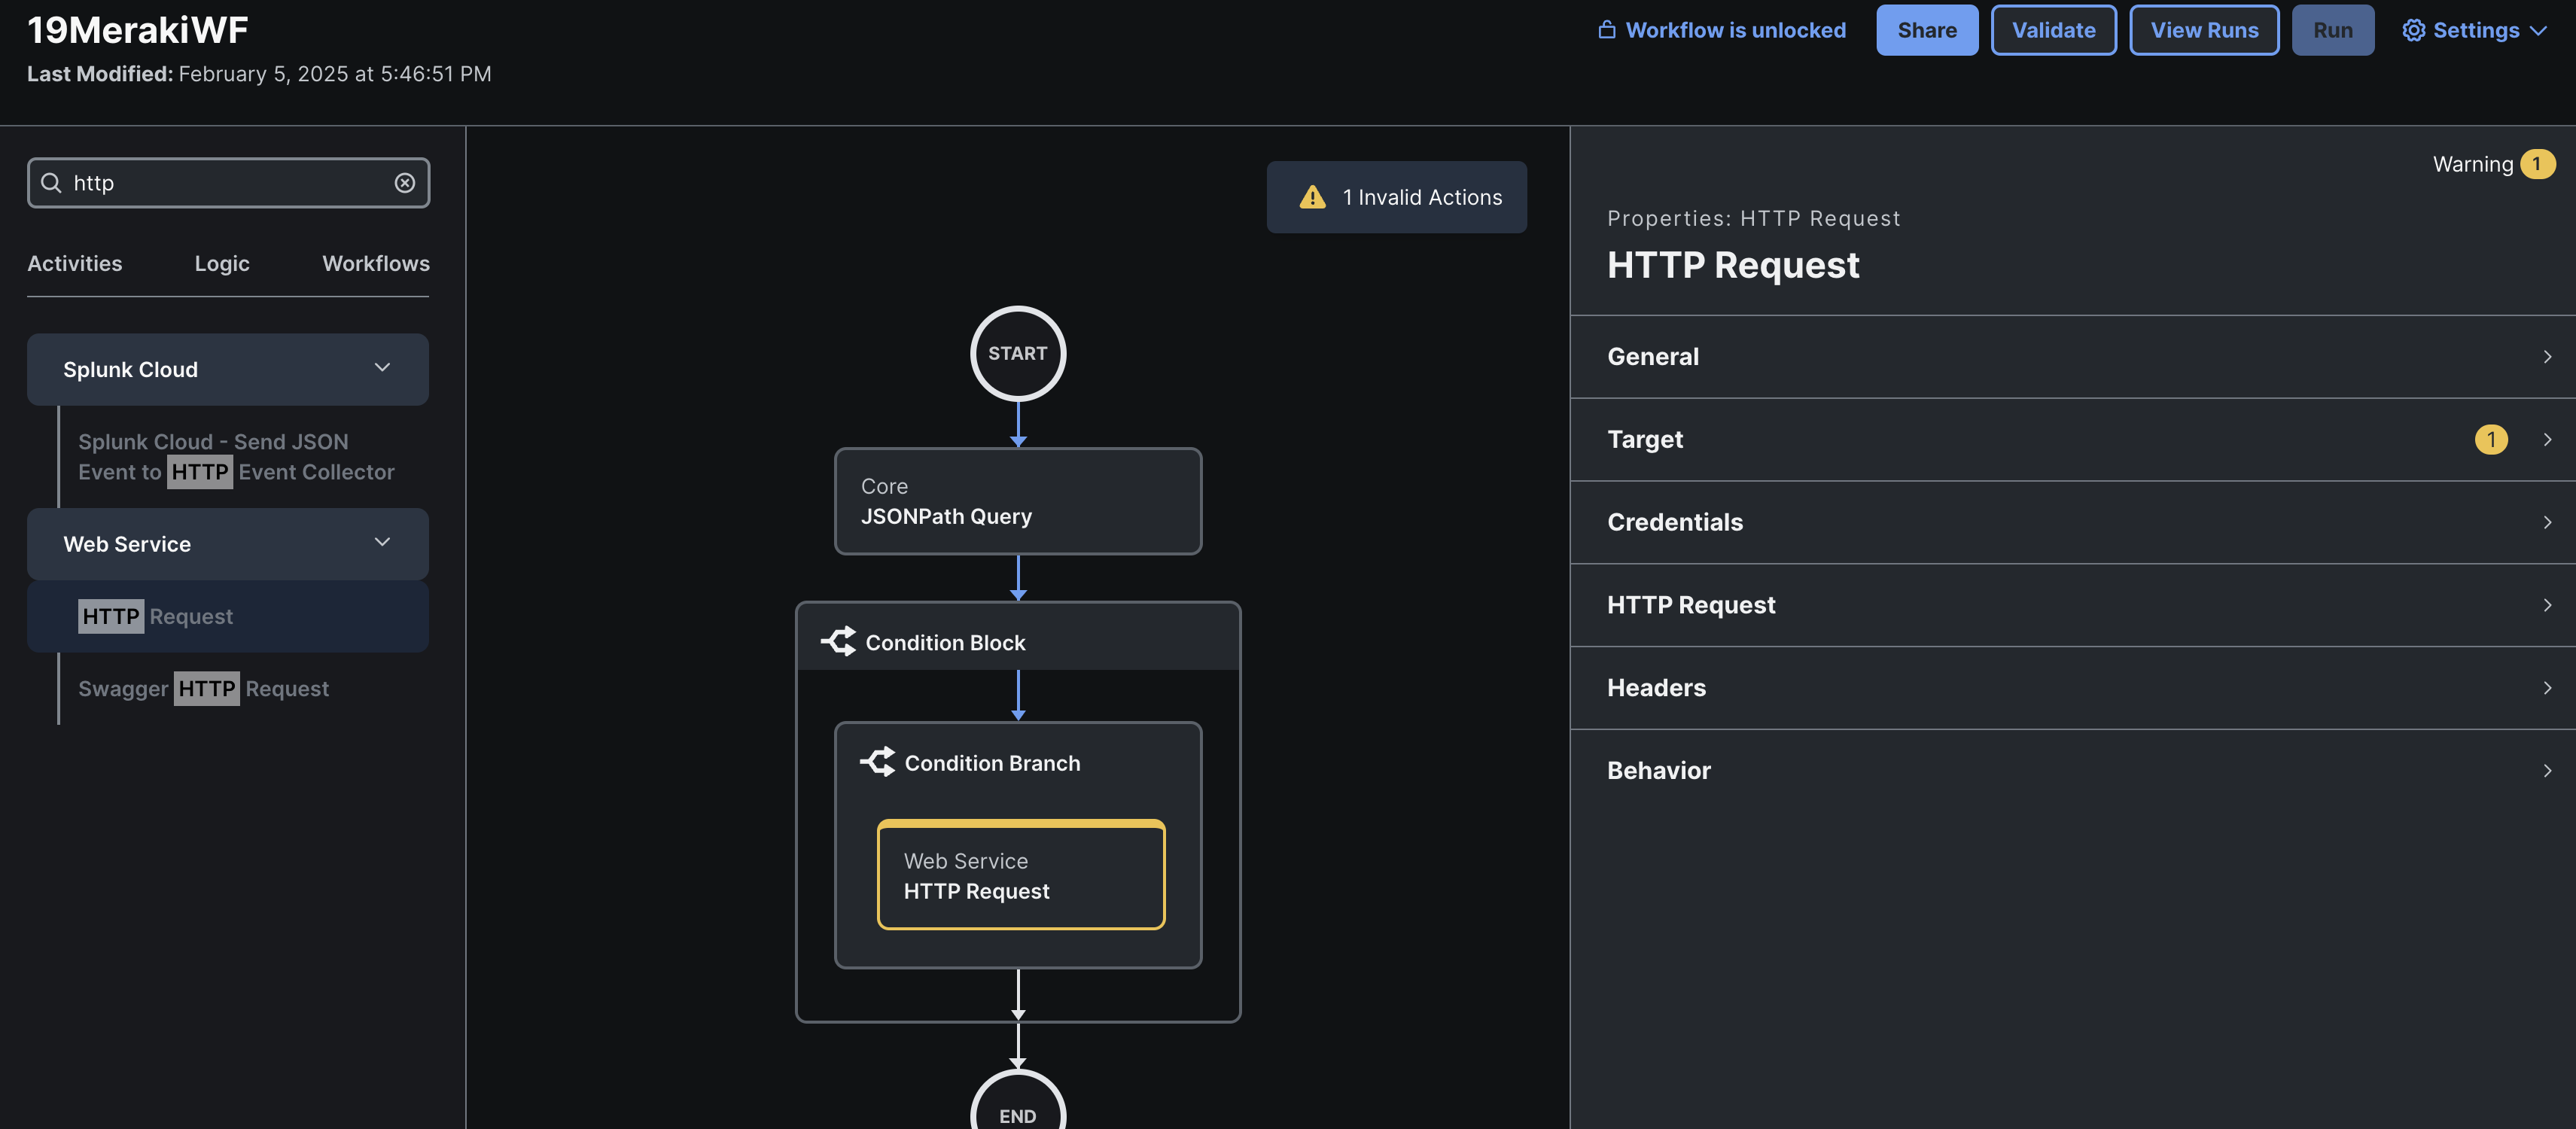 19MerakiWF
Last Modified: February 5, 2025 at 5:46:51 PM
Workflow is unlocked
Share
Validate
View Runs
Run
Settings
http
Activities
Logic
Workflows
Splunk Cloud
Splunk Cloud - Send JSON
Event to HTTP Event Collector
Web Service
HTTP Request
Swagger HTTP Request
1 Invalid Actions
START
Core
JSONPath Query
Condition Block
Condition Branch
Web Service
HTTP Request
END
Warning 1
Properties: HTTP Request
HTTP Request
General
Target 1
Credentials
HTTP Request
Headers
Behavior